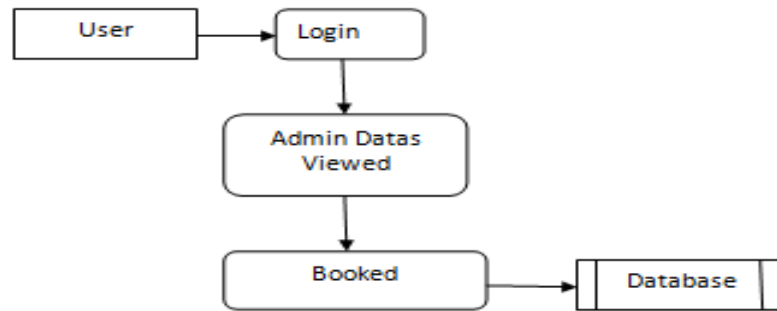 User
Login
Admin Datas
Viewed
Booked
Database